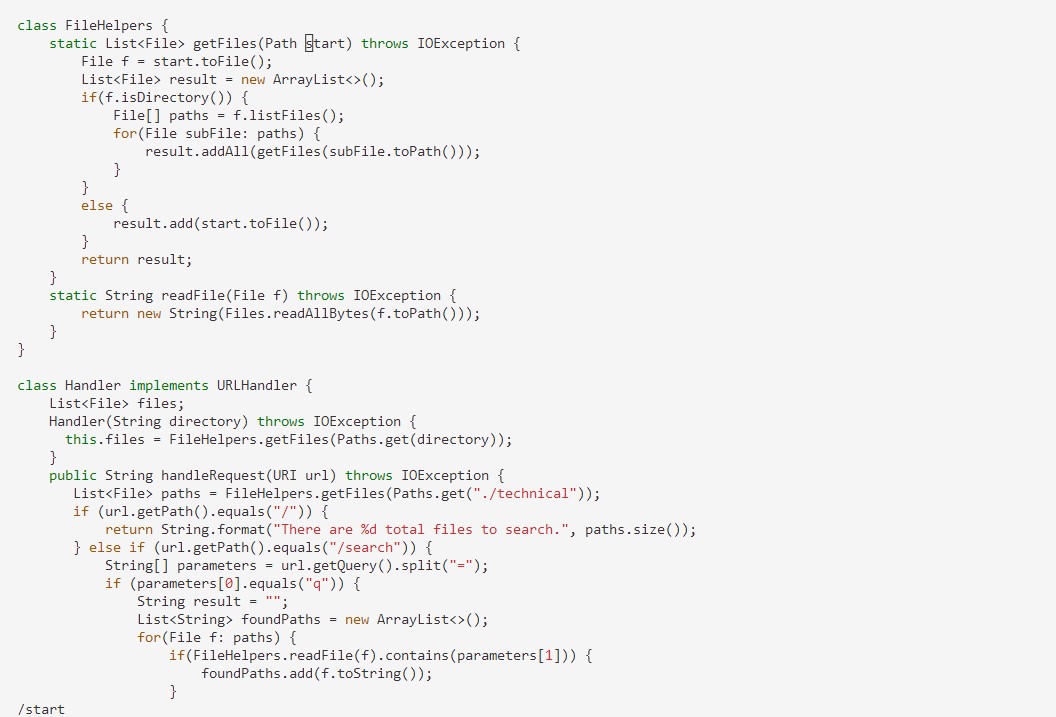 class FileHelpers {
    static List<File> getFiles(Path start) throws IOException {
        File f = start.toFile();
        List<File> result = new ArrayList<>();
        if(f.isDirectory()) {
            File[] paths = f.listFiles();
            for(File subFile: paths) {
                result.addAll(getFiles(subFile.toPath()));
            }
        }
        else {
            result.add(start.toFile());
        }
        return result;
    }
    static String readFile(File f) throws IOException {
        return new String(Files.readAllBytes(f.toPath()));
    }
}

class Handler implements URLHandler {
    List<File> files;
    Handler(String directory) throws IOException {
      this.files = FileHelpers.getFiles(Paths.get(directory));
    }
    public String handleRequest(URI url) throws IOException {
       List<File> paths = FileHelpers.getFiles(Paths.get("./technical"));
       if (url.getPath().equals("/")) {
           return String.format("There are %d total files to search.", paths.size());
       } else if (url.getPath().equals("/search")) {
           String[] parameters = url.getQuery().split("=");
           if (parameters[0].equals("q")) {
               String result = "";
               List<String> foundPaths = new ArrayList<>();
               for(File f: paths) {
                   if(FileHelpers.readFile(f).contains(parameters[1])) {
                       foundPaths.add(f.toString());
                   }
/start